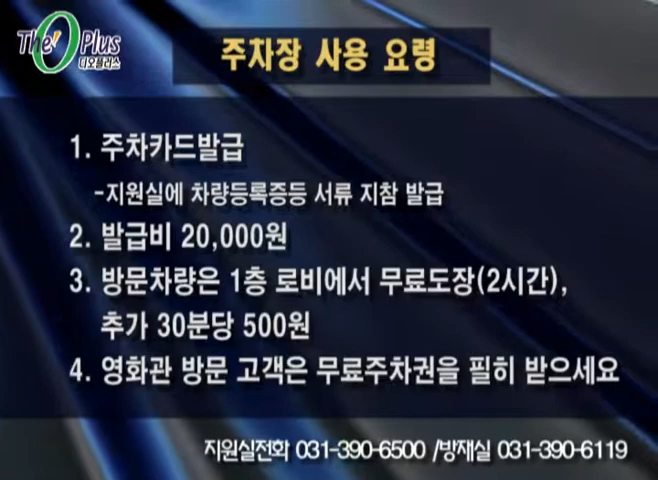 The O Plus
디오플러스
주차장 사용 요령
1. 주차카드발급
-지원실에 차량등록증등 서류 지참 발급
2. 발급비 20,000원
3. 방문차량은 1층 로비에서 무료도장(2시간),
추가 30분당 500원
4. 영화관 방문 고객은 무료주차권을 필히 받으세요
지원실전화 031-390-6500 /방재실 031-390-6119